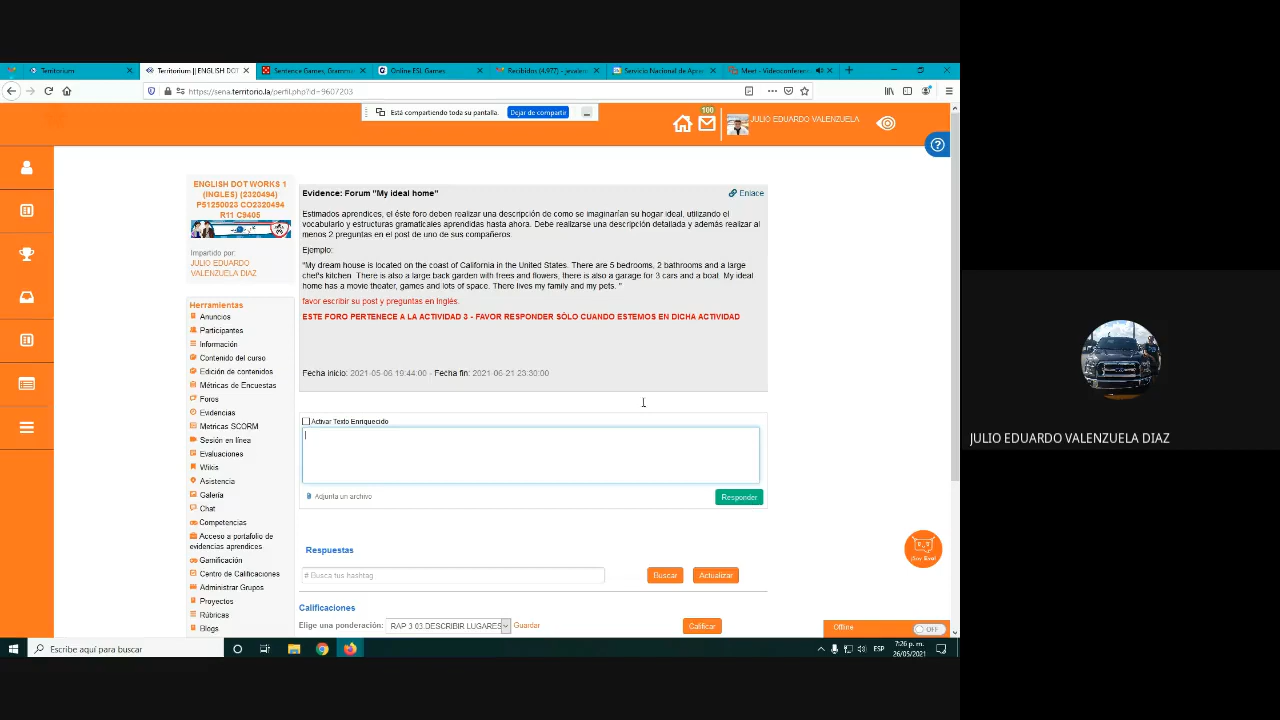 Territorium
Territorium || ENGLISH DOT
Sentence Games, Gramma
Online ESL Games
Recibidos (4.977) - jevalen
Servicio Nacional de Apren
Meet - Videoconferenc
https://sena.territorio.la/perfil.php?id=9607203
Está compartiendo toda su pantalla.
Dejar de compartir
100
JULIO EDUARDO VALENZUELA
ENGLISH DOT WORKS 1
(INGLES) (2320494)
P51250023 CO2320494
R11 C9405
Impartido por:
JULIO EDUARDO
VALENZUELA DIAZ
Herramientas
Anuncios
Participantes
Información
Contenido del curso
Edición de contenidos
Métricas de Encuestas
Foros
Evidencias
Metricas SCORM
Sesión en línea
Evaluaciones
Wikis
Asistencia
Galería
Chat
Competencias
Acceso a portafolio de
evidencias aprendices
Gamificación
Centro de Calificaciones
Administrar Grupos
Proyectos
Rúbricas
Blogs
Evidence: Forum "My ideal home"
Enlace
Estimados aprendices, el éste foro deben realizar una descripción de como se imaginarían su hogar ideal, utilizando el
vocabulario y estructuras gramaticales aprendidas hasta ahora. Debe realizarse una descripción detallada y además realizar al
menos 2 preguntas en el post de uno de sus compañeros.
Ejemplo:
"My dream house is located on the coast of California in the United States. There are 5 bedrooms, 2 bathrooms and a large
chef's kitchen. There is also a large back garden with trees and flowers, there is also a garage for 3 cars and a boat. My ideal
home has a movie theater, games and lots of space. There lives my family and my pets. "
favor escribir su post y preguntas en inglés.
ESTE FORO PERTENECE A LA ACTIVIDAD 3 - FAVOR RESPONDER SÓLO CUANDO ESTEMOS EN DICHA ACTIVIDAD
Fecha inicio: 2021-05-06 19:44:00 - Fecha fin: 2021-06-21 23:30:00
Activar Texto Enriquecido
Adjunta un archivo
Responder
Respuestas
# Busca tus hashtag
Buscar
Actualizar
Calificaciones
Elige una ponderación:
RAP 3 03.DESCRIBIR LUGARES
Guardar
Calificar
Offline
OFF
Escribe aquí para buscar
ESP
7:26 p. m.
26/05/2021
JULIO EDUARDO VALENZUELA DIAZ